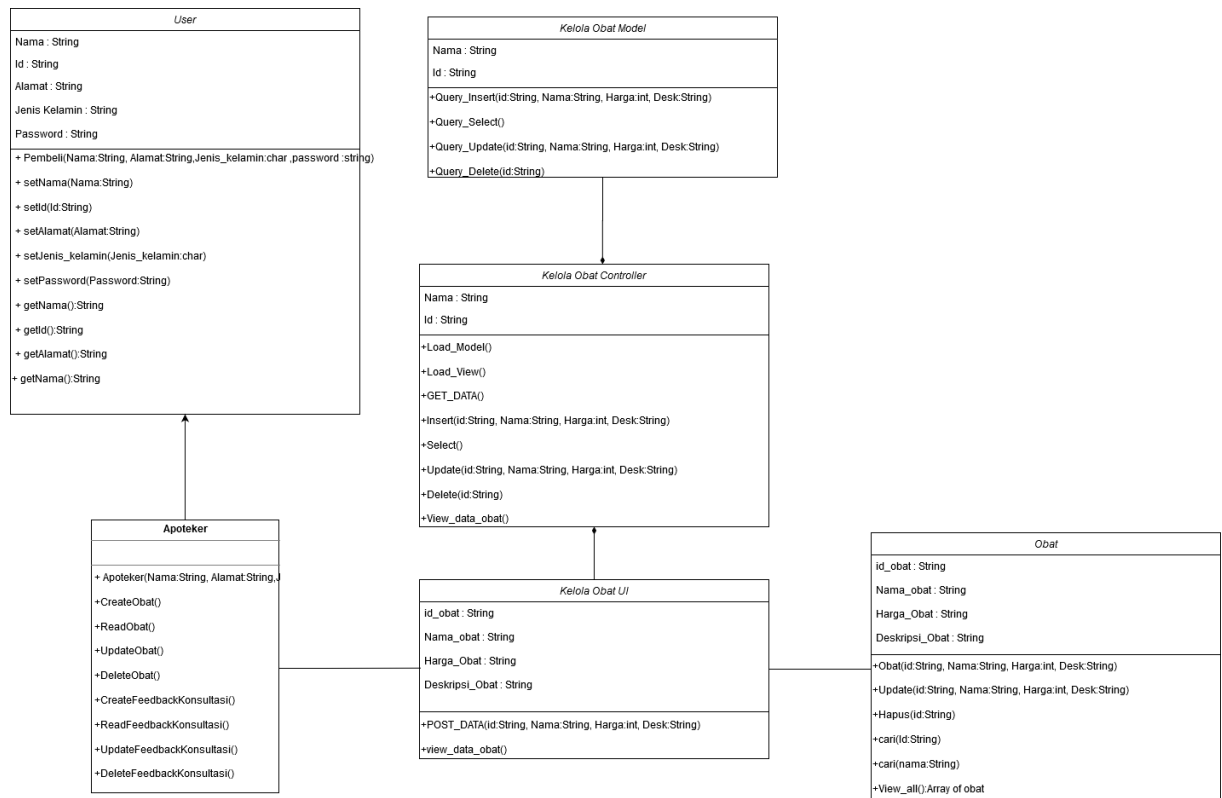 User
Nama : String
Id : String
Alamat : String
Jenis Kelamin : String
Password : String
+ Pembeli(Nama:String, Alamat:String,Jenis_kelamin:char ,password :string)
+ setNama(Nama:String)
+ setId(Id:String)
+ setAlamat(Alamat:String)
+ setJenis_kelamin(Jenis_kelamin:char)
+ setPassword(Password:String)
+ getNama():String
+ getId():String
+ getAlamat():String
+ getNama():String
Kelola Obat Model
Nama : String
Id : String
+Query_Insert(id:String, Nama:String, Harga:int, Desk:String)
+Query_Select()
+Query_Update(id:String, Nama:String, Harga:int, Desk:String)
+Query_Delete(id:String)
Kelola Obat Controller
Nama : String
Id : String
+Load_Model()
+Load_View()
+GET_DATA()
+Insert(id:String, Nama:String, Harga:int, Desk:String)
+Select()
+Update(id:String, Nama:String, Harga:int, Desk:String)
+Delete(id:String)
+View_data_obat()
Apoteker
+ Apoteker(Nama:String, Alamat:String,J
+CreateObat()
+ReadObat()
+UpdateObat()
+DeleteObat()
+CreateFeedbackKonsultasi()
+ReadFeedbackKonsultasi()
+UpdateFeedbackKonsultasi()
+DeleteFeedbackKonsultasi()
Kelola Obat UI
id_obat : String
Nama_obat : String
Harga_Obat : String
Deskripsi_Obat : String
+POST_DATA(id:String, Nama:String, Harga:int, Desk:String)
+view_data_obat()
Obat
id_obat : String
Nama_obat : String
Harga_Obat : String
Deskripsi_Obat : String
+Obat(id:String, Nama:String, Harga:int, Desk:String)
+Update(id:String, Nama:String, Harga:int, Desk:String)
+Hapus(id:String)
+cari(Id:String)
+cari(nama:String)
+View_all():Array of obat